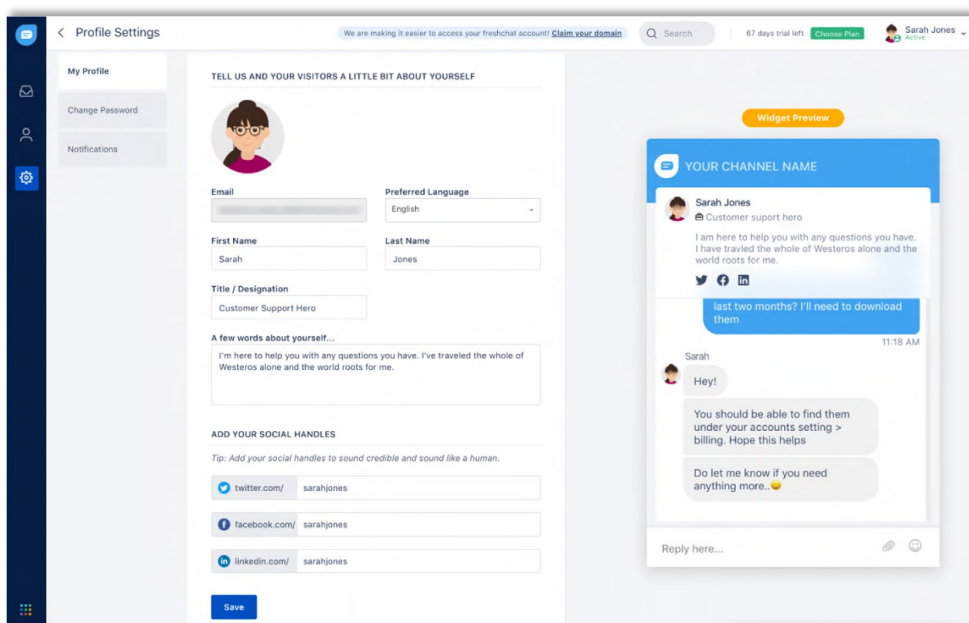 Profile Settings
We are making it easier to access your freshchat account! Claim your domain
Search
67 days trial left
Choose Plan
Sarah Jones
Active
My Profile
Change Password
Notifications
TELL US AND YOUR VISITORS A LITTLE BIT ABOUT YOURSELF
Email
Preferred Language
English
First Name
Last Name
Sarah
Jones
Title / Designation
Customer Support Hero
A few words about yourself...
I'm here to help you with any questions you have. I've traveled the whole of
Westeros alone and the world roots for me.
ADD YOUR SOCIAL HANDLES
Tip: Add your social handles to sound credible and sound like a human.
twitter.com/ sarahjones
facebook.com/ sarahjones
linkedin.com/ sarahjones
Save
Widget Preview
YOUR CHANNEL NAME
Sarah Jones
Customer suport hero
I am here to help you with any questions you have.
I have travled the whole of Westeros alone and the
world roots for me.
last two months? I'll need to download
them
11:18 AM
Sarah
Hey!
You should be able to find them
under your accounts setting >
billing. Hope this helps
Do let me know if you need
anything more..😀
Reply here...